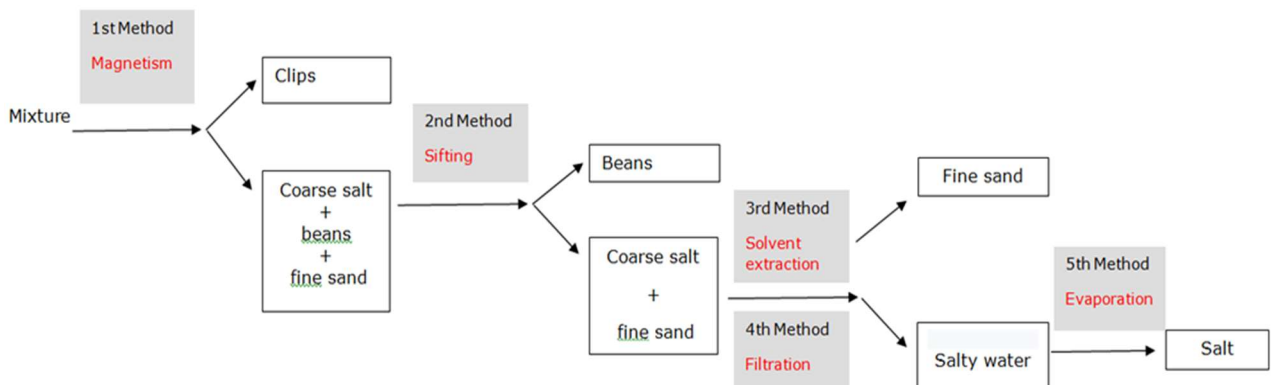 1st Method
Magnetism
Mixture
Clips
Coarse salt
+
beans
+
fine sand
2nd Method
Sifting
Beans
Coarse salt
+
fine sand
3rd Method
Solvent
extraction
4th Method
Filtration
Fine sand
Salty water
5th Method
Evaporation
Salt